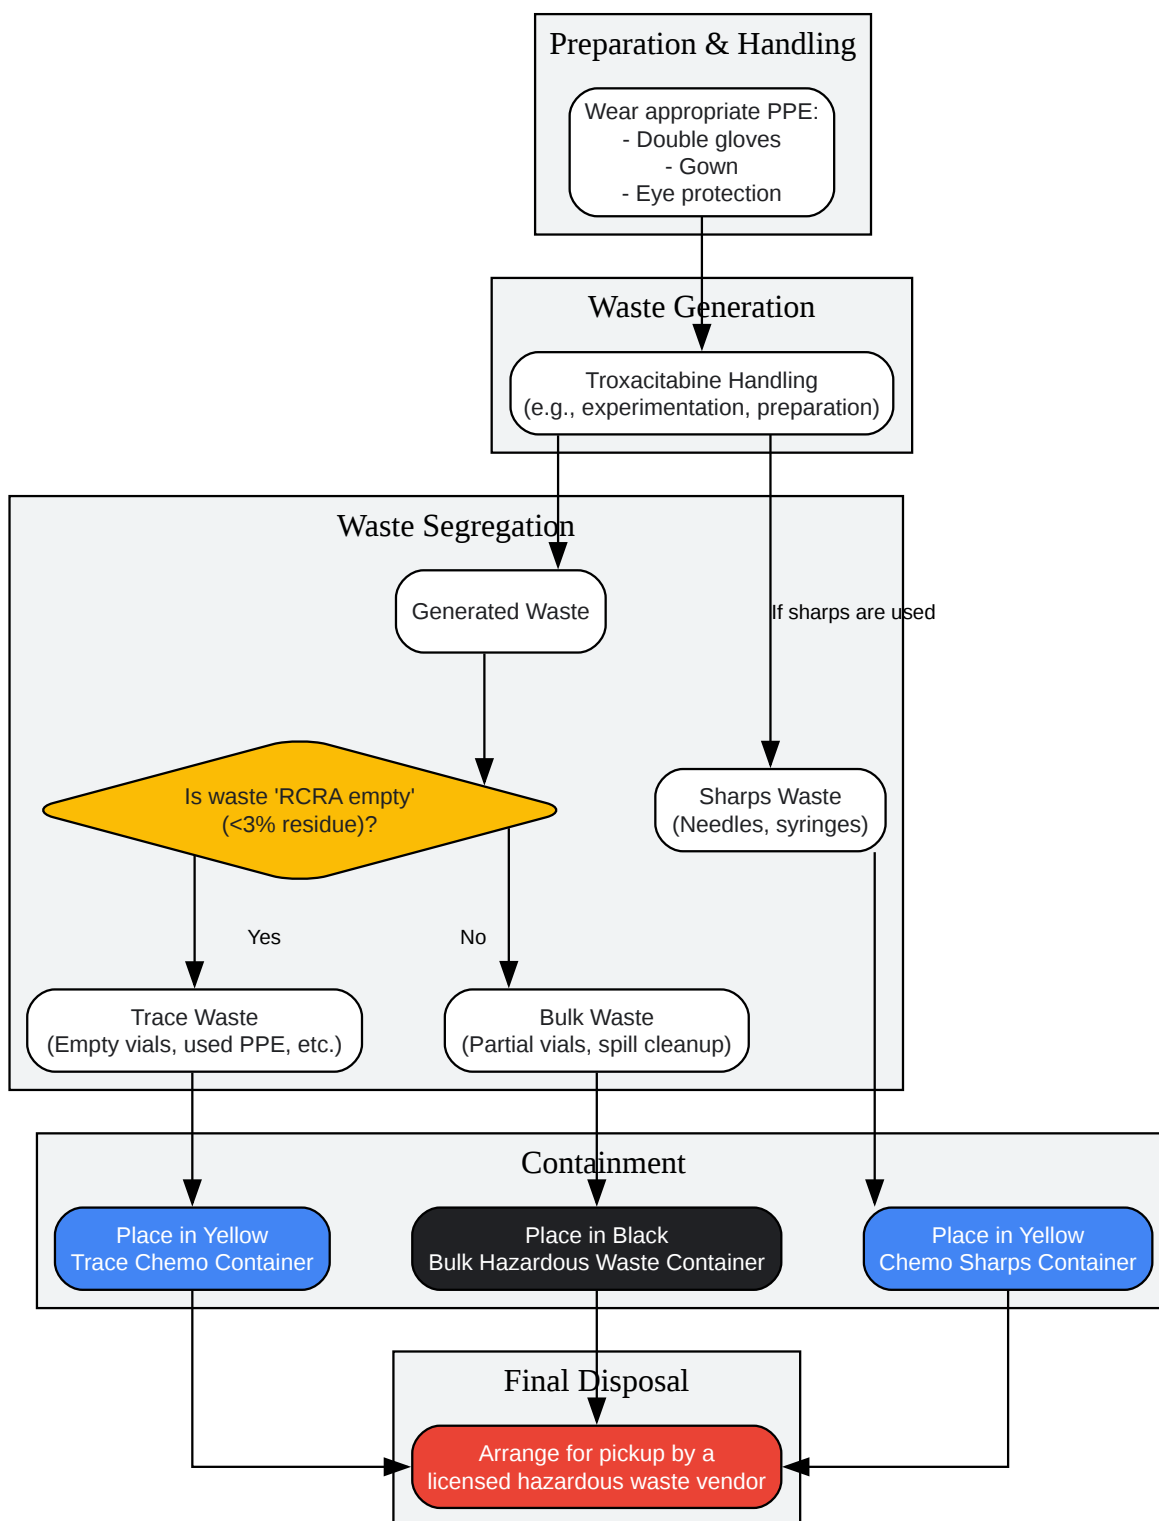 Preparation & Handling
Wear appropriate PPE:
- Double gloves
- Gown
- Eye protection
Waste Generation
Troxacitabine Handling
(e.g., experimentation, preparation)
Waste Segregation
Generated Waste
If sharps are used
Is waste 'RCRA empty'
(<3% residue)?
Sharps Waste
(Needles, syringes)
Yes
No
Trace Waste
(Empty vials, used PPE, etc.)
Bulk Waste
(Partial vials, spill cleanup)
Containment
Place in Yellow
Trace Chemo Container
Place in Black
Bulk Hazardous Waste Container
Place in Yellow
Chemo Sharps Container
Final Disposal
Arrange for pickup by a
licensed hazardous waste vendor